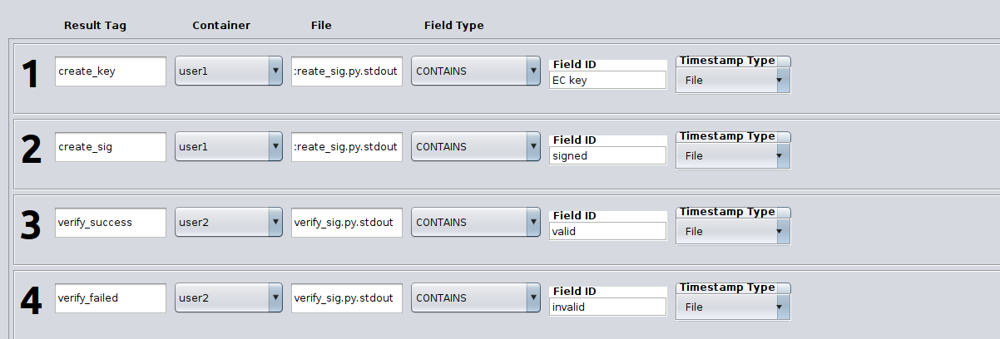 Result Tag Container File Field Type
1 create_key user1 :reate_sig.py.stdout CONTAINS Field ID EC key Timestamp Type File
2 create_sig user1 :reate_sig.py.stdout CONTAINS Field ID signed Timestamp Type File
3 verify_success user2 verify_sig.py.stdout CONTAINS Field ID valid Timestamp Type File
4 verify_failed user2 verify_sig.py.stdout CONTAINS Field ID invalid Timestamp Type File